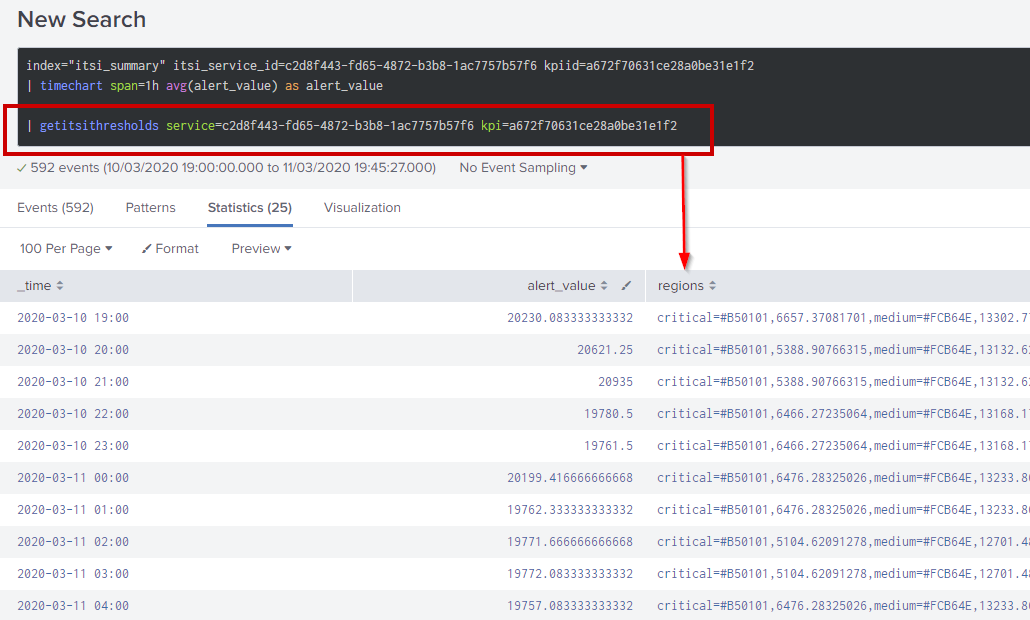 New Search
index="itsi_summary" itsi_service_id=c2d8f443-fd65-4872-b3b8-1ac7757b57f6 kpiid=a672f70631ce28a0be31e1f2
| timechart span=1h avg(alert_value) as alert_value
| getitsithresholds service=c2d8f443-fd65-4872-b3b8-1ac7757b57f6 kpi=a672f70631ce28a0be31e1f2
592 events (10/03/2020 19:00:00.000 to 11/03/2020 19:45:27.000) No Event Sampling
Events (592) Patterns Statistics (25) Visualization
100 Per Page Format Preview
_time alert_value regions
2020-03-10 19:00 20230.083333333332 critical=#B50101,6657.37081701,medium=#FCB64E,13302.7
2020-03-10 20:00 20621.25 critical=#B50101,5388.90766315,medium=#FCB64E,13132.6
2020-03-10 21:00 20935 critical=#B50101,5388.90766315,medium=#FCB64E,13132.6
2020-03-10 22:00 19780.5 critical=#B50101,6466.27235064,medium=#FCB64E,13168.1
2020-03-10 23:00 19761.5 critical=#B50101,6466.27235064,medium=#FCB64E,13168.1
2020-03-11 00:00 20199.416666666668 critical=#B50101,6476.28325026,medium=#FCB64E,13233.8
2020-03-11 01:00 19762.333333333332 critical=#B50101,6476.28325026,medium=#FCB64E,13233.8
2020-03-11 02:00 19771.666666666668 critical=#B50101,5104.62091278,medium=#FCB64E,12701.4
2020-03-11 03:00 19772.083333333332 critical=#B50101,5104.62091278,medium=#FCB64E,12701.4
2020-03-11 04:00 19757.083333333332 critical=#B50101,6476.28325026,medium=#FCB64E,13233.8